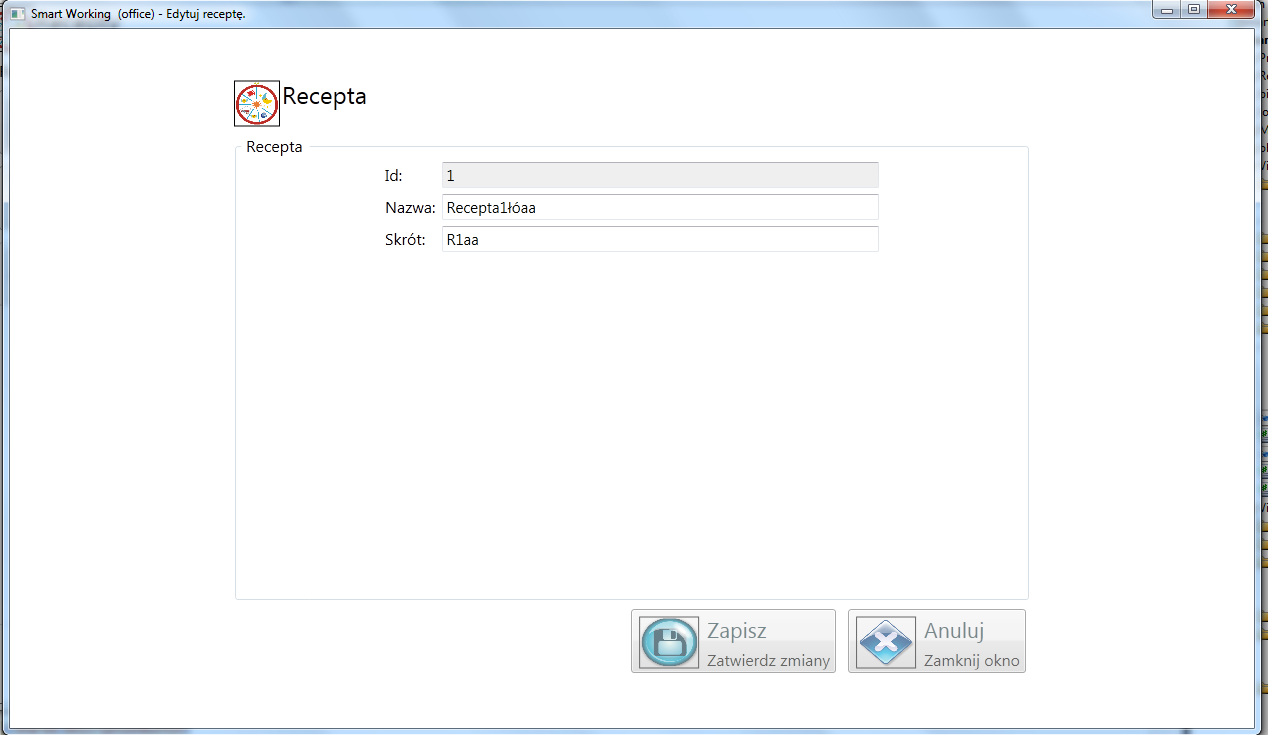 Smart Working (office) - Edytuj receptę.
Recepta
Recepta
Id: 1
Nazwa: Recepta1łóaa
Skrót: R1aa
Zapisz
Zatwierdz zmiany
Anuluj
Zamknij okno